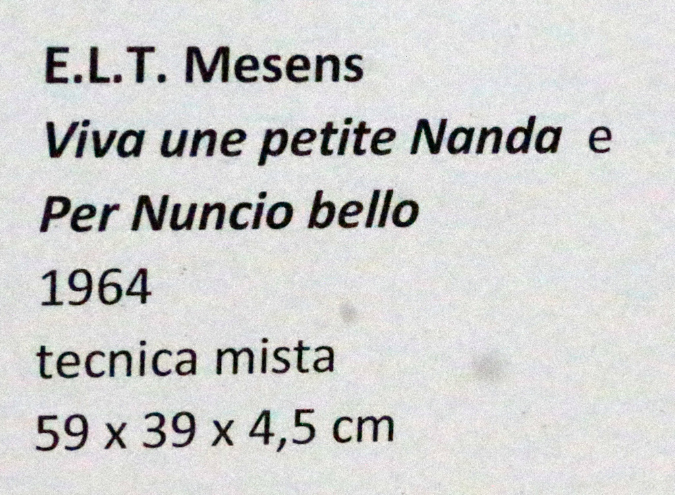 E.L.T. Mesens
Viva une petite Nanda e
Per Nuncio bello
1964
tecnica mista
59 x 39 x 4,5 cm